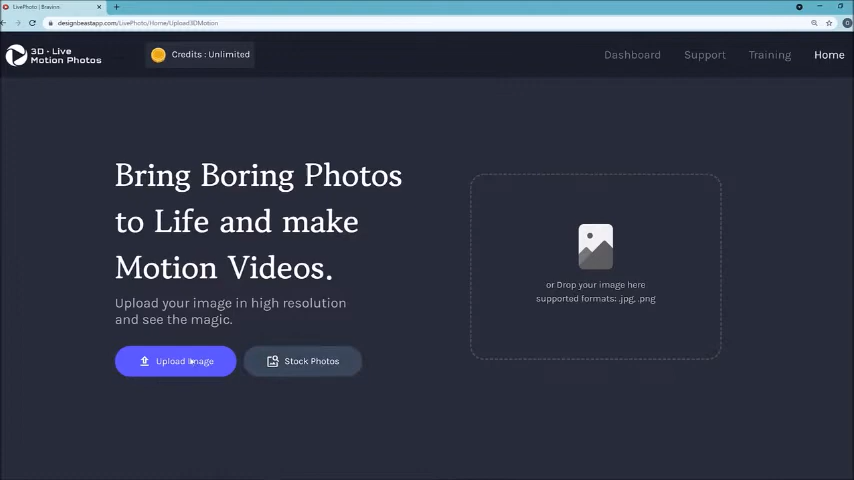 LivePhoto | Bravinn
designbeastapp.com/LivePhoto/Home/Upload3DMotion
3D - Live
Motion Photos
Credits : Unlimited
Dashboard
Support
Training
Home
Bring Boring Photos
to Life and make
Motion Videos.
Upload your image in high resolution
and see the magic.
Upload Image
Stock Photos
or Drop your image here
supported formats: .jpg, .png